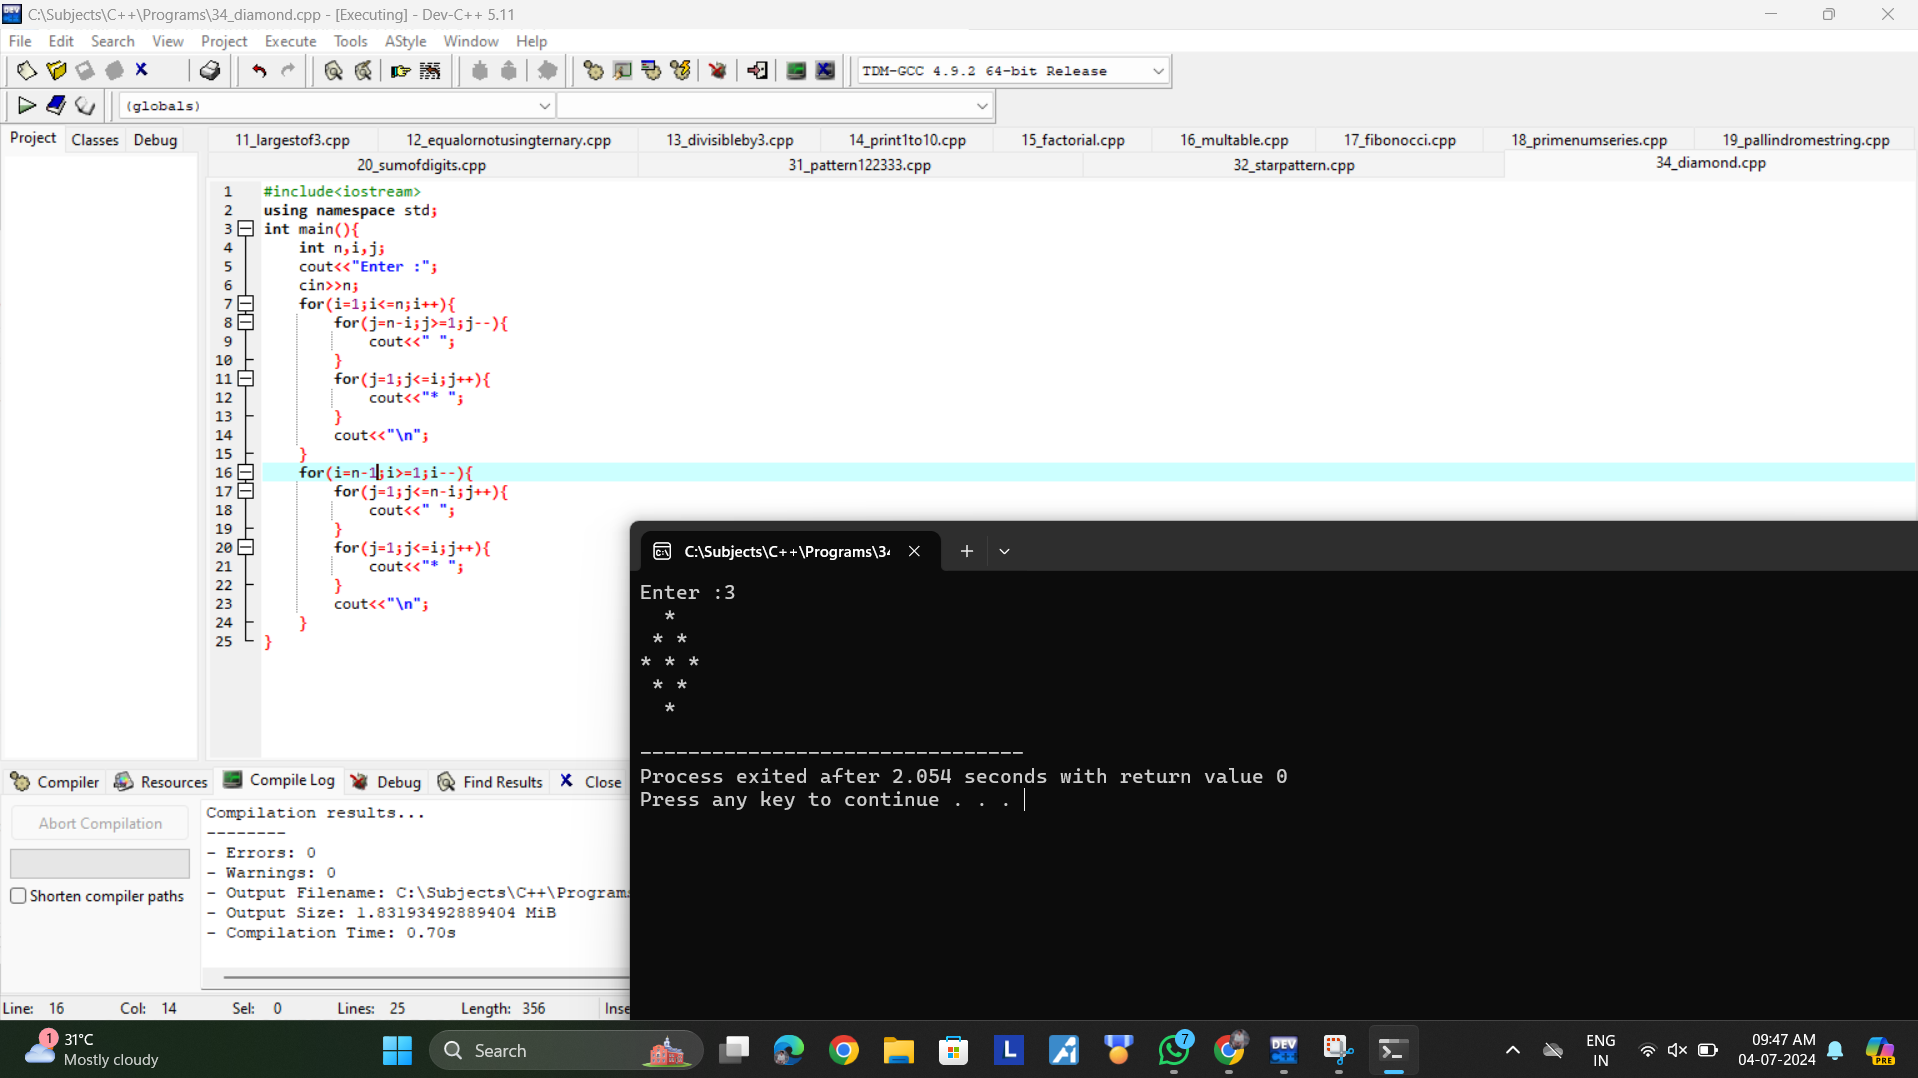 C:\Subjects\C++\Programs\34_diamond.cpp - [Executing] - Dev-C++ 5.11
File Edit Search View Project Execute Tools AStyle Window Help
TDM-GCC 4.9.2 64-bit Release
(globals)
Project Classes Debug
11_largestof3.cpp 12_equalornotusingternary.cpp 13_divisibleby3.cpp 14_print1to10.cpp 15_factorial.cpp 16_multable.cpp 17_fibonocci.cpp 18_primenumseries.cpp 19_pallindromestring.cpp
20_sumofdigits.cpp 31_pattern122333.cpp 32_starpattern.cpp 34_diamond.cpp
1 #include<iostream>
2 using namespace std;
3 int main(){
4 int n,i,j;
5 cout<<"Enter :";
6 cin>>n;
7 for(i=1;i<=n;i++){
8 for(j=n-i;j>=1;j--){
9 cout<<" ";
10 }
11 for(j=1;j<=i;j++){
12 cout<<"* ";
13 }
14 cout<<"\n";
15 }
16 for(i=n-1;i>=1;i--){
17 for(j=1;j<=n-i;j++){
18 cout<<" ";
19 }
20 for(j=1;j<=i;j++){
21 cout<<"* ";
22 }
23 cout<<"\n";
24 }
25 }
C:\Subjects\C++\Programs\34
Enter :3
*
* *
* * *
* *
*
--------------------------------
Process exited after 2.054 seconds with return value 0
Press any key to continue . . .
Compiler Resources Compile Log Debug Find Results Close
Abort Compilation
Shorten compiler paths
Compilation results...
--------
- Errors: 0
- Warnings: 0
- Output Filename: C:\Subjects\C++\Programs
- Output Size: 1.83193492889404 MiB
- Compilation Time: 0.70s
Line: 16 Col: 14 Sel: 0 Lines: 25 Length: 356 Inse
1 31°C
Mostly cloudy
Search
L
7
DEV
ENG
IN
09:47 AM
04-07-2024
PRE